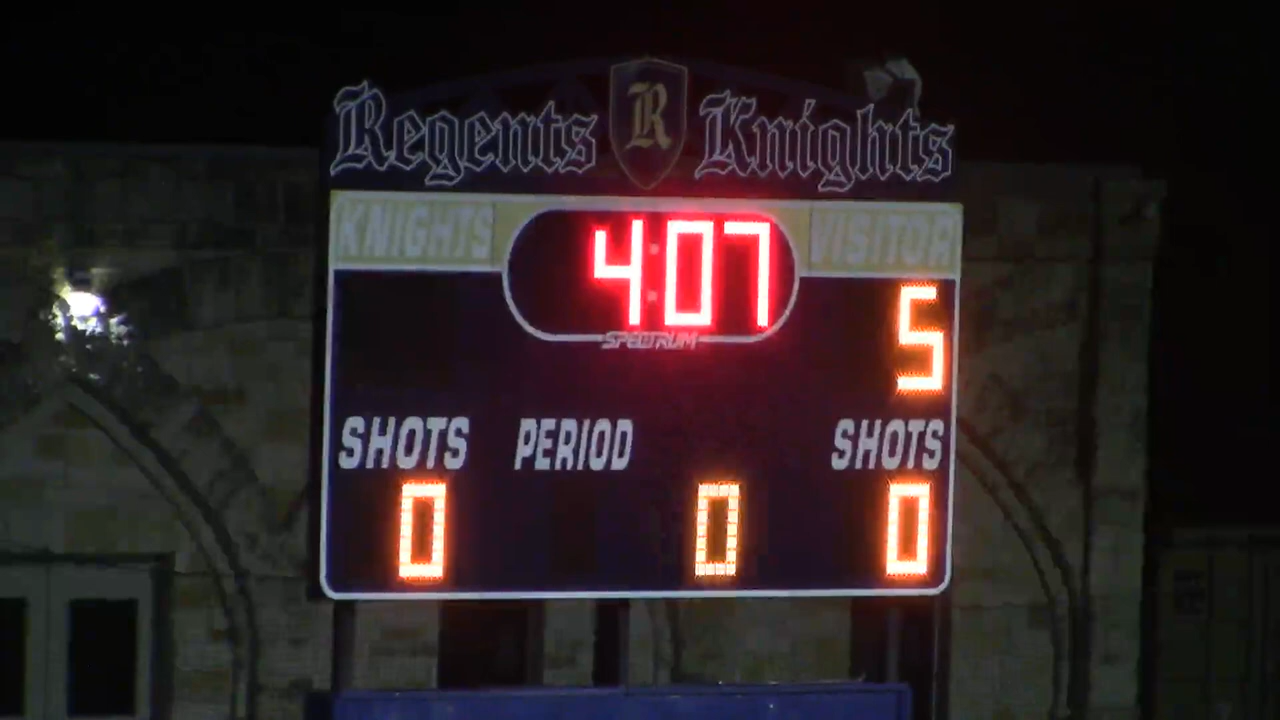 Regents R Knights
KNIGHTS 4:07 VISITOR
SPECTRUM 5
SHOTS PERIOD SHOTS
0 0 0